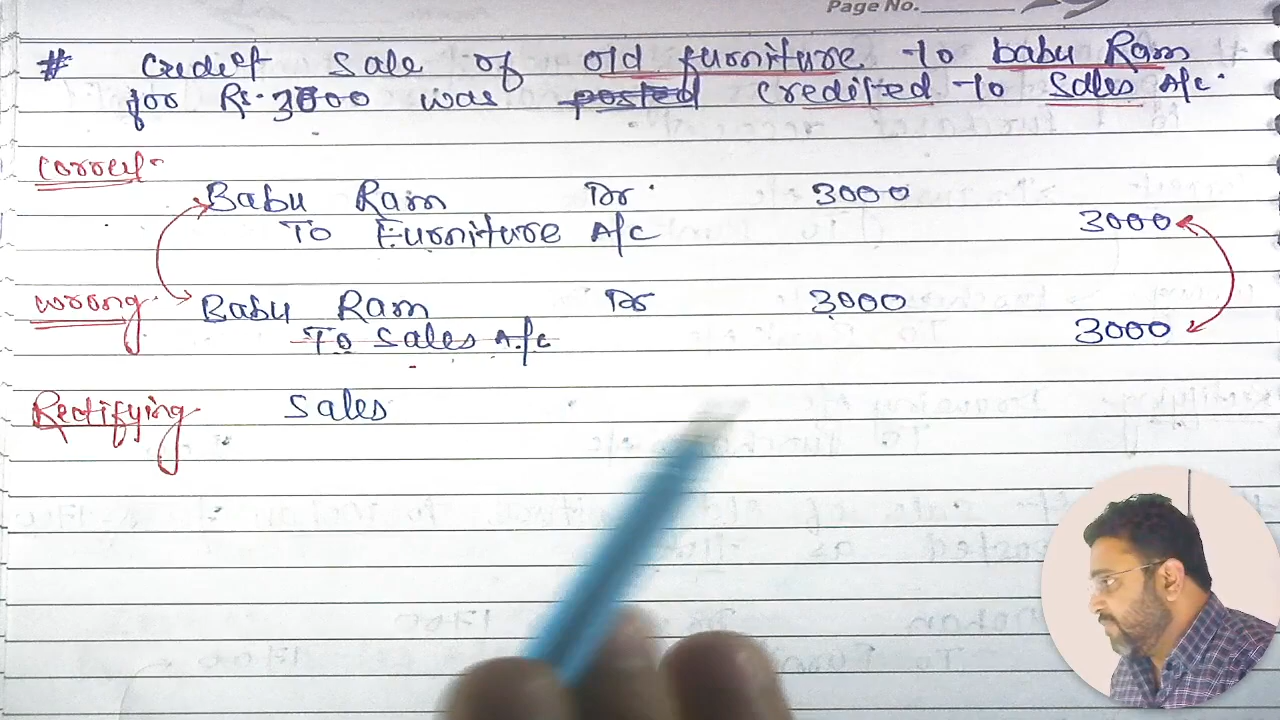 Page No.
# Credit Sale of old furniture to babu Ram
for Rs. 3000 was posted credited to Sales A/c.
Correct.
Babu Ram Dr. 3000
To Furniture A/c 3000
wrong. Babu Ram Dr 3000
To Sales A/c 3000
Rectifying Sales